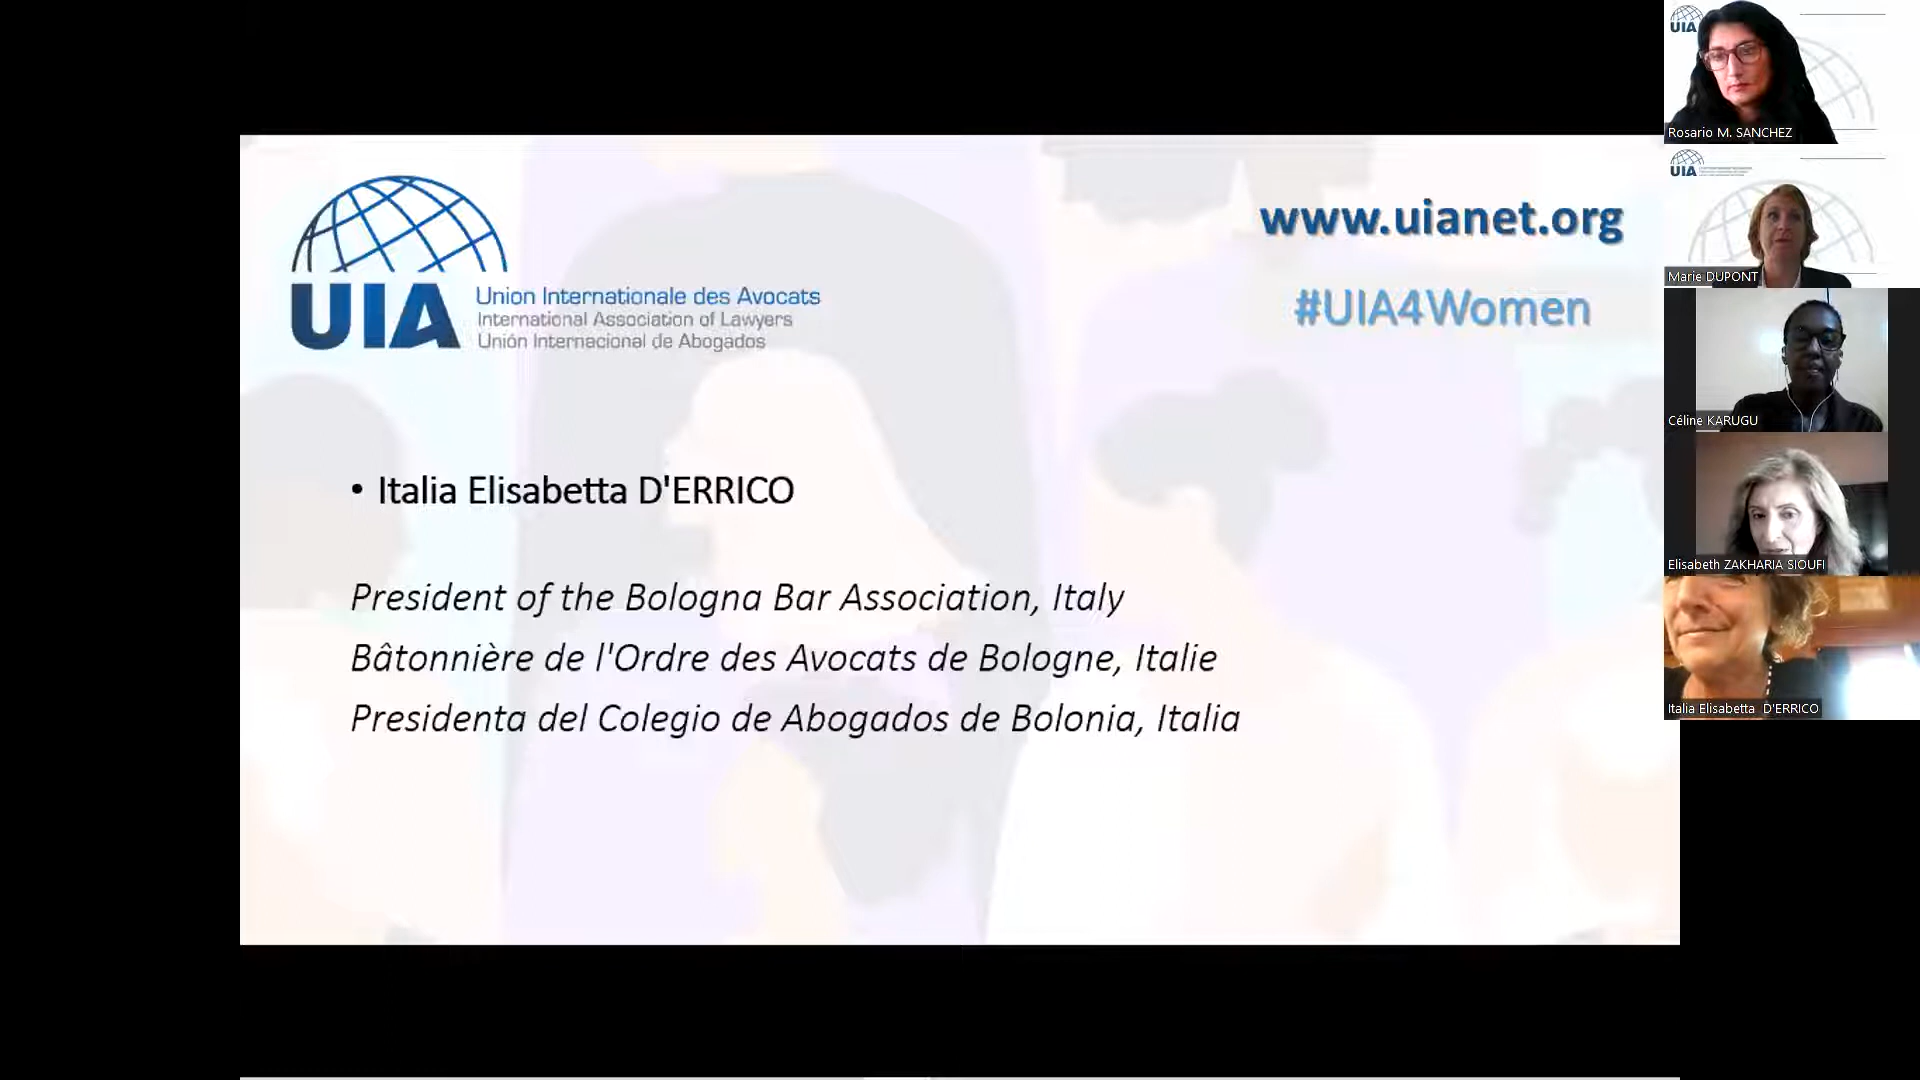 UIA
Union Internationale des Avocats
International Association of Lawyers
Unión Internacional de Abogados
www.uianet.org
#UIA4Women
• Italia Elisabetta D'ERRICO
President of the Bologna Bar Association, Italy
Bâtonnière de l'Ordre des Avocats de Bologne, Italie
Presidenta del Colegio de Abogados de Bolonia, Italia
UIA
Rosario M. SANCHEZ
UIA
Marie DUPONT
Céline KARUGU
Elisabeth ZAKHARIA SIOUFI
Italia Elisabetta D'ERRICO